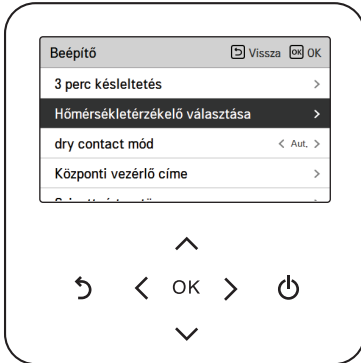 Beépítő Vissza OK OK
3 perc késleltetés
Hőmérsékletérzékelő választása
dry contact mód Aut.
Központi vezérlő címe
OK